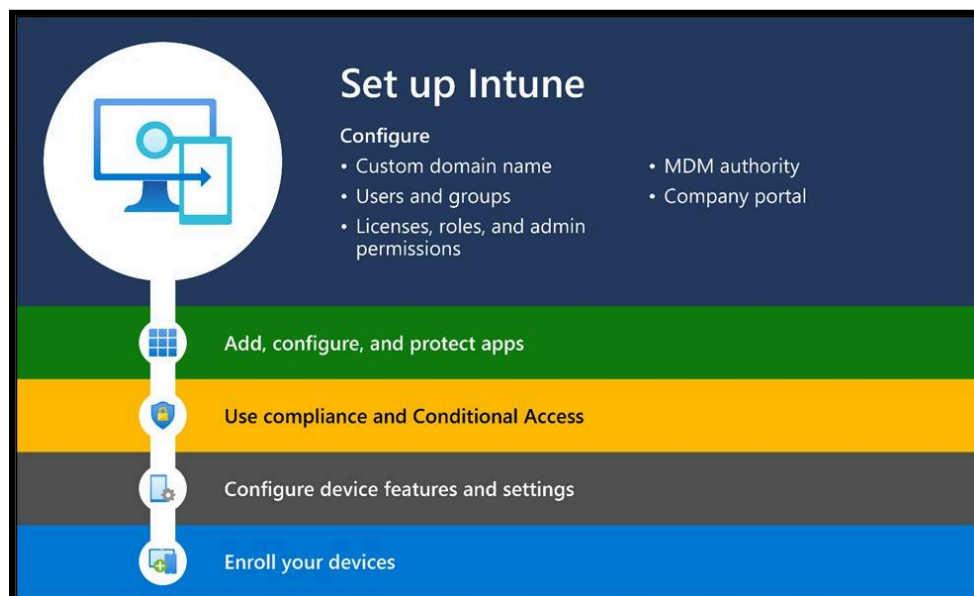 Set up Intune
Configure
• Custom domain name
• Users and groups
• Licenses, roles, and admin
permissions
• MDM authority
• Company portal
Add, configure, and protect apps
Use compliance and Conditional Access
Configure device features and settings
Enroll your devices